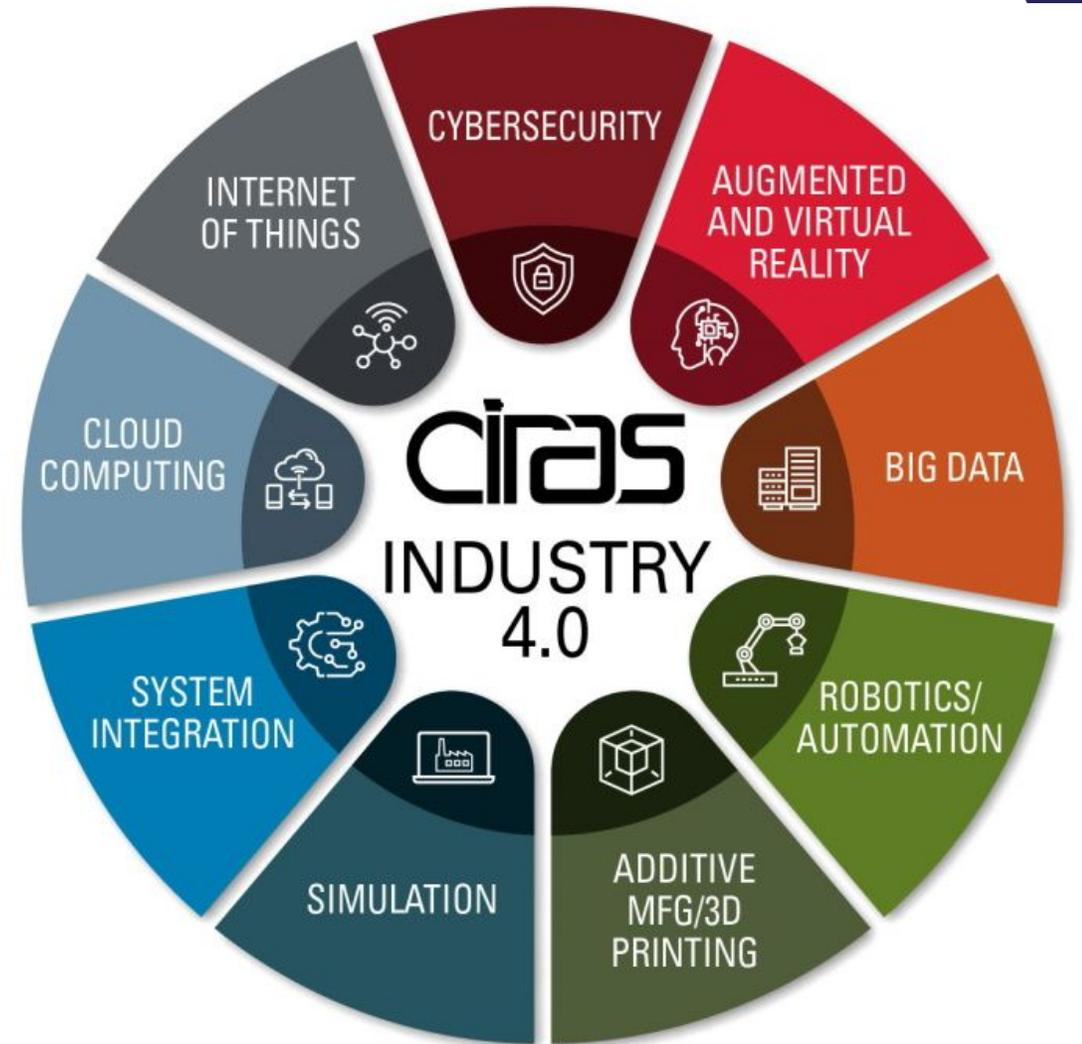 CYBERSECURITY
AUGMENTED
AND VIRTUAL
REALITY
BIG DATA
ROBOTICS/
AUTOMATION
ADDITIVE
MFG/3D
PRINTING
SIMULATION
SYSTEM
INTEGRATION
CLOUD
COMPUTING
INTERNET
OF THINGS
CIRAS
INDUSTRY
4.0